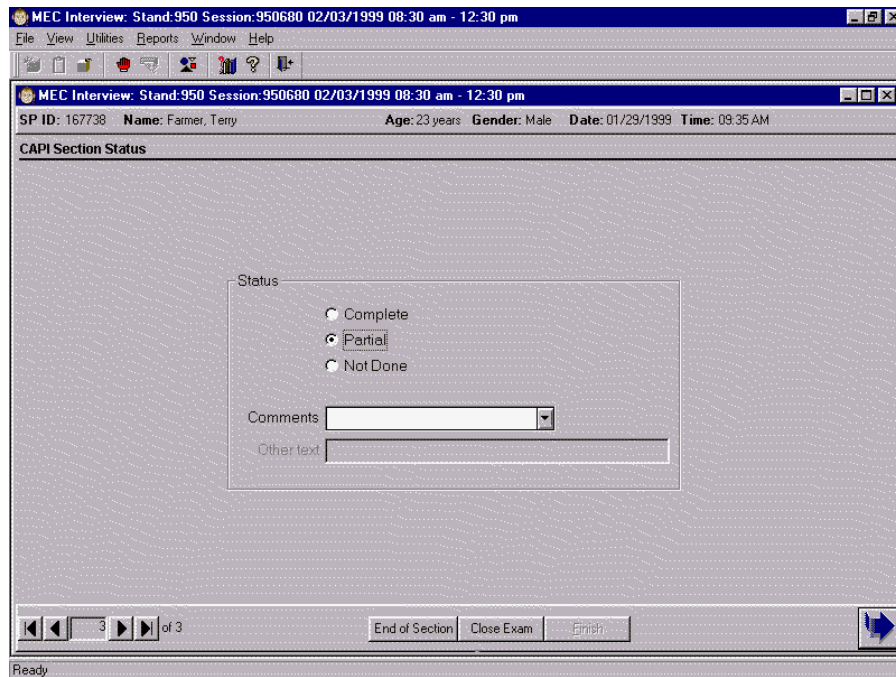 MEC Interview: Stand:950 Session:950680 02/03/1999 08:30 am - 12:30 pm
File View Utilities Reports Window Help
MEC Interview: Stand:950 Session:950680 02/03/1999 08:30 am - 12:30 pm
SP ID: 167738 Name: Farmer, Terry Age: 23 years Gender: Male Date: 01/29/1999 Time: 09:35 AM
CAPI Section Status
Status
Complete
Partial
Not Done
Comments
Other text
3 of 3 End of Section Close Exam Finish
Ready